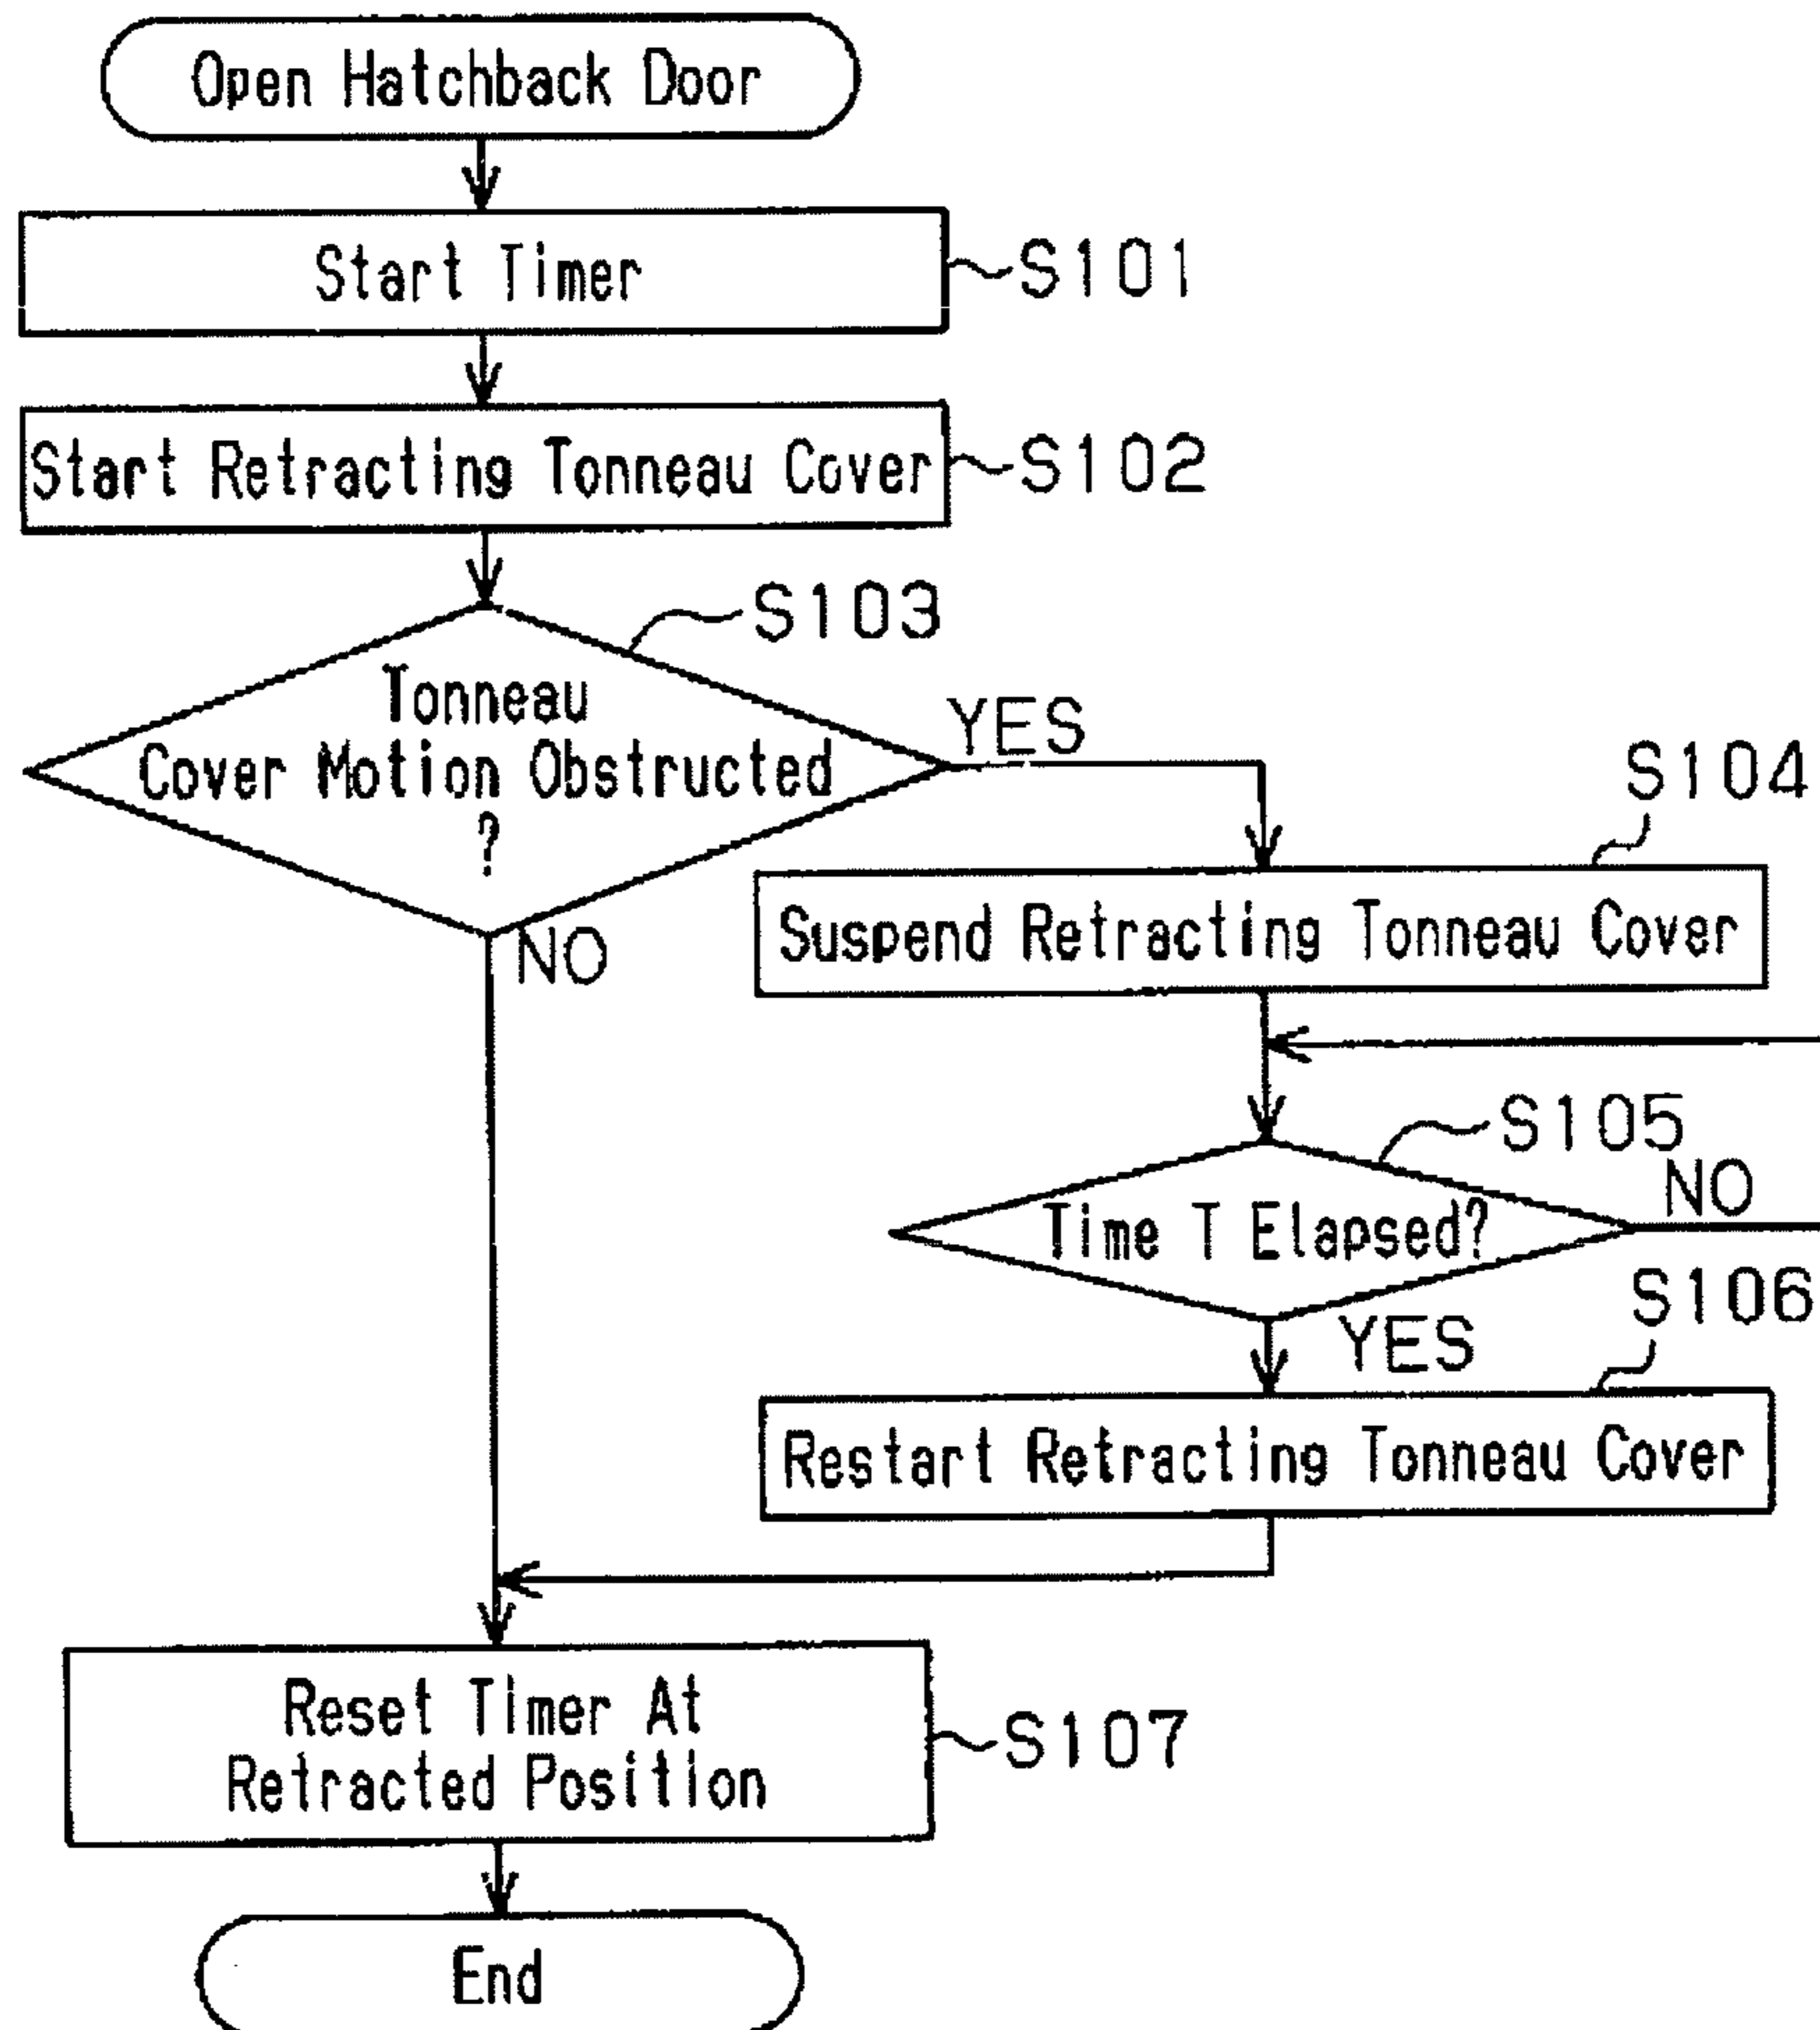 Open Hatchback Door
Start Timer
S101
Start Retracting Tonneau Cover
S102
S103
Tonneau
Cover Motion Obstructed
?
YES
NO
S104
Suspend Retracting Tonneau Cover
S105
Time T Elapsed?
NO
YES
S106
Restart Retracting Tonneau Cover
Reset Timer At
Retracted Position
S107
End